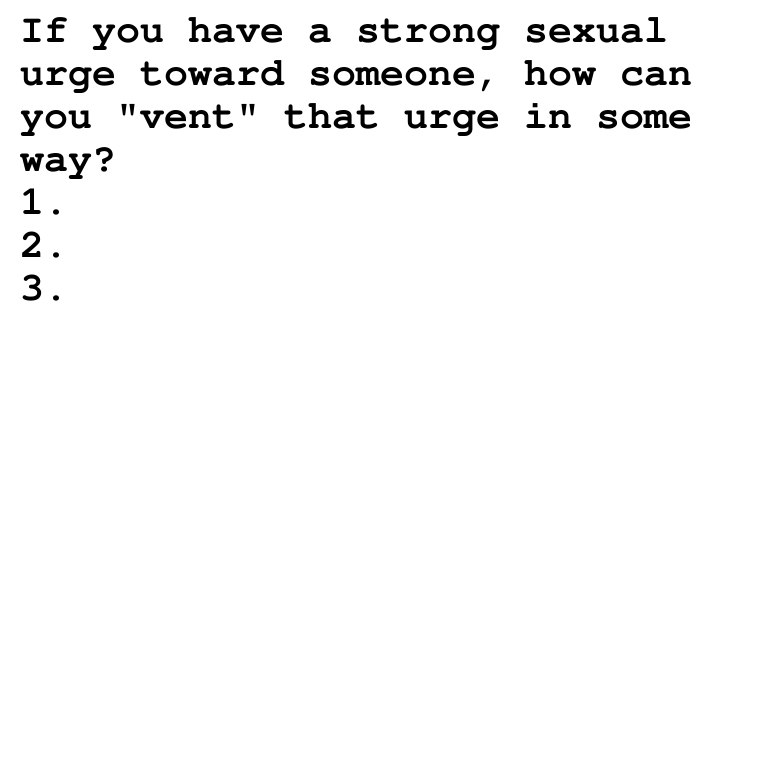 If you have a strong sexual
urge toward someone, how can
you "vent" that urge in some
way?
1.
2.
3.